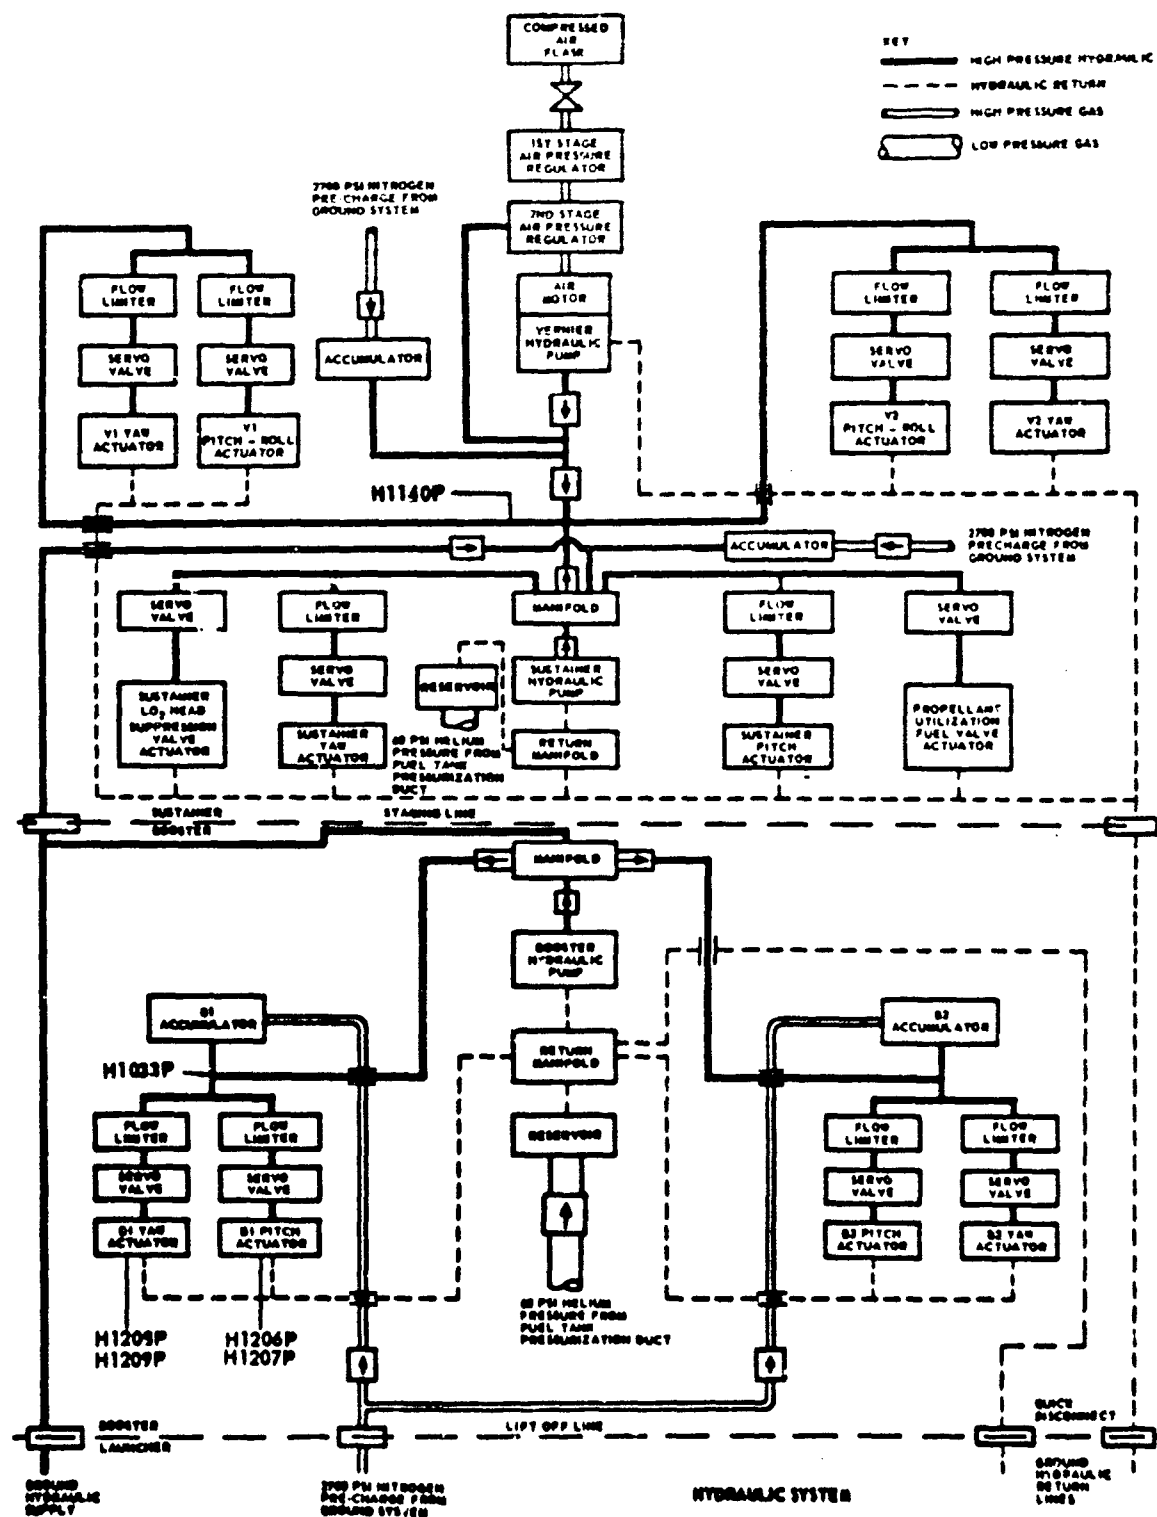 COMPRESSED
AIR
FLASK
KEY
HIGH PRESSURE HYDRAULIC
HYDRAULIC RETURN
HIGH PRESSURE GAS
LOW PRESSURE GAS
1ST STAGE
AIR PRESSURE
REGULATOR
2700 PSI NITROGEN
PRE-CHARGE FROM
GROUND SYSTEM
2ND STAGE
AIR PRESSURE
REGULATOR
AIR
MOTOR
VERNIER
HYDRAULIC
PUMP
FLOW
LIMITER
FLOW
LIMITER
SERVO
VALVE
SERVO
VALVE
V1 YAW
ACTUATOR
V1
PITCH - ROLL
ACTUATOR
ACCUMULATOR
FLOW
LIMITER
FLOW
LIMITER
SERVO
VALVE
SERVO
VALVE
V2
PITCH - ROLL
ACTUATOR
V2 YAW
ACTUATOR
H1140P
ACCUMULATOR
2700 PSI NITROGEN
PRECHARGE FROM
GROUND SYSTEM
SERVO
VALVE
FLOW
LIMITER
MANIFOLD
FLOW
LIMITER
SERVO
VALVE
SERVO
VALVE
RESERVOIR
SUSTAINER
HYDRAULIC
PUMP
SERVO
VALVE
SUSTAINER
LO2 HEAD
SUPPRESSION
VALVE
ACTUATOR
SUSTAINER
YAW
ACTUATOR
60 PSI HELIUM
PRESSURE FROM
FUEL TANK
PRESSURIZATION
DUCT
RETURN
MANIFOLD
SUSTAINER
PITCH
ACTUATOR
PROPELLANT
UTILIZATION
FUEL VALVE
ACTUATOR
SUSTAINER
STAGING LINE
BOOSTER
MANIFOLD
BOOSTER
HYDRAULIC
PUMP
B1
ACCUMULATOR
B2
ACCUMULATOR
RETURN
MANIFOLD
H1033P
FLOW
LIMITER
FLOW
LIMITER
SERVO
VALVE
SERVO
VALVE
B1 YAW
ACTUATOR
B1 PITCH
ACTUATOR
RESERVOIR
FLOW
LIMITER
FLOW
LIMITER
SERVO
VALVE
SERVO
VALVE
B2 PITCH
ACTUATOR
B2 YAW
ACTUATOR
H1205P
H1209P
H1206P
H1207P
60 PSI HELIUM
PRESSURE FROM
FUEL TANK
PRESSURIZATION DUCT
BOOSTER
LAUNCHER
LIFT OFF LINE
QUICK
DISCONNECT
GROUND
HYDRAULIC
SUPPLY
2700 PSI NITROGEN
PRE-CHARGE FROM
GROUND SYSTEM
HYDRAULIC SYSTEM
GROUND
HYDRAULIC
RETURN
LINES